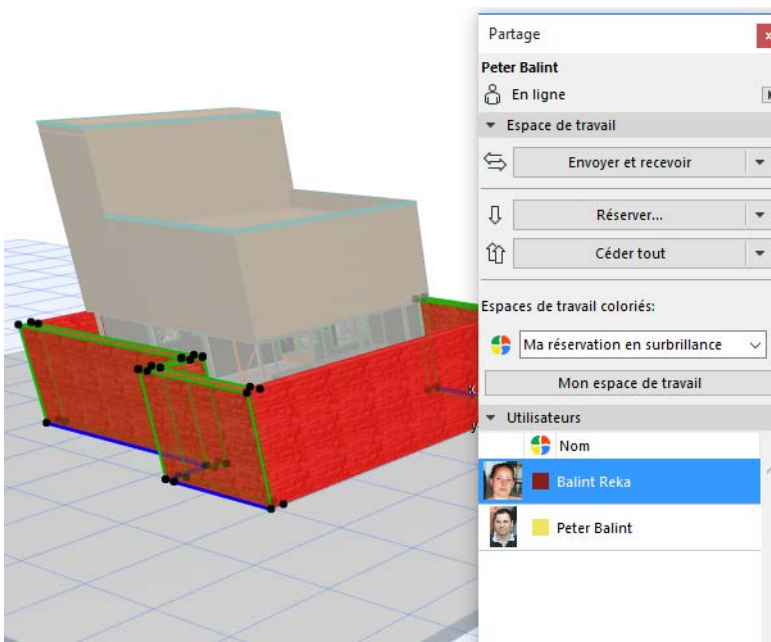 Partage
x
Peter Balint
En ligne
Espace de travail
Envoyer et recevoir
Réserver...
Céder tout
Espaces de travail coloriés:
Ma réservation en surbrillance
Mon espace de travail
Utilisateurs
Nom
Balint Reka
Peter Balint
x
y